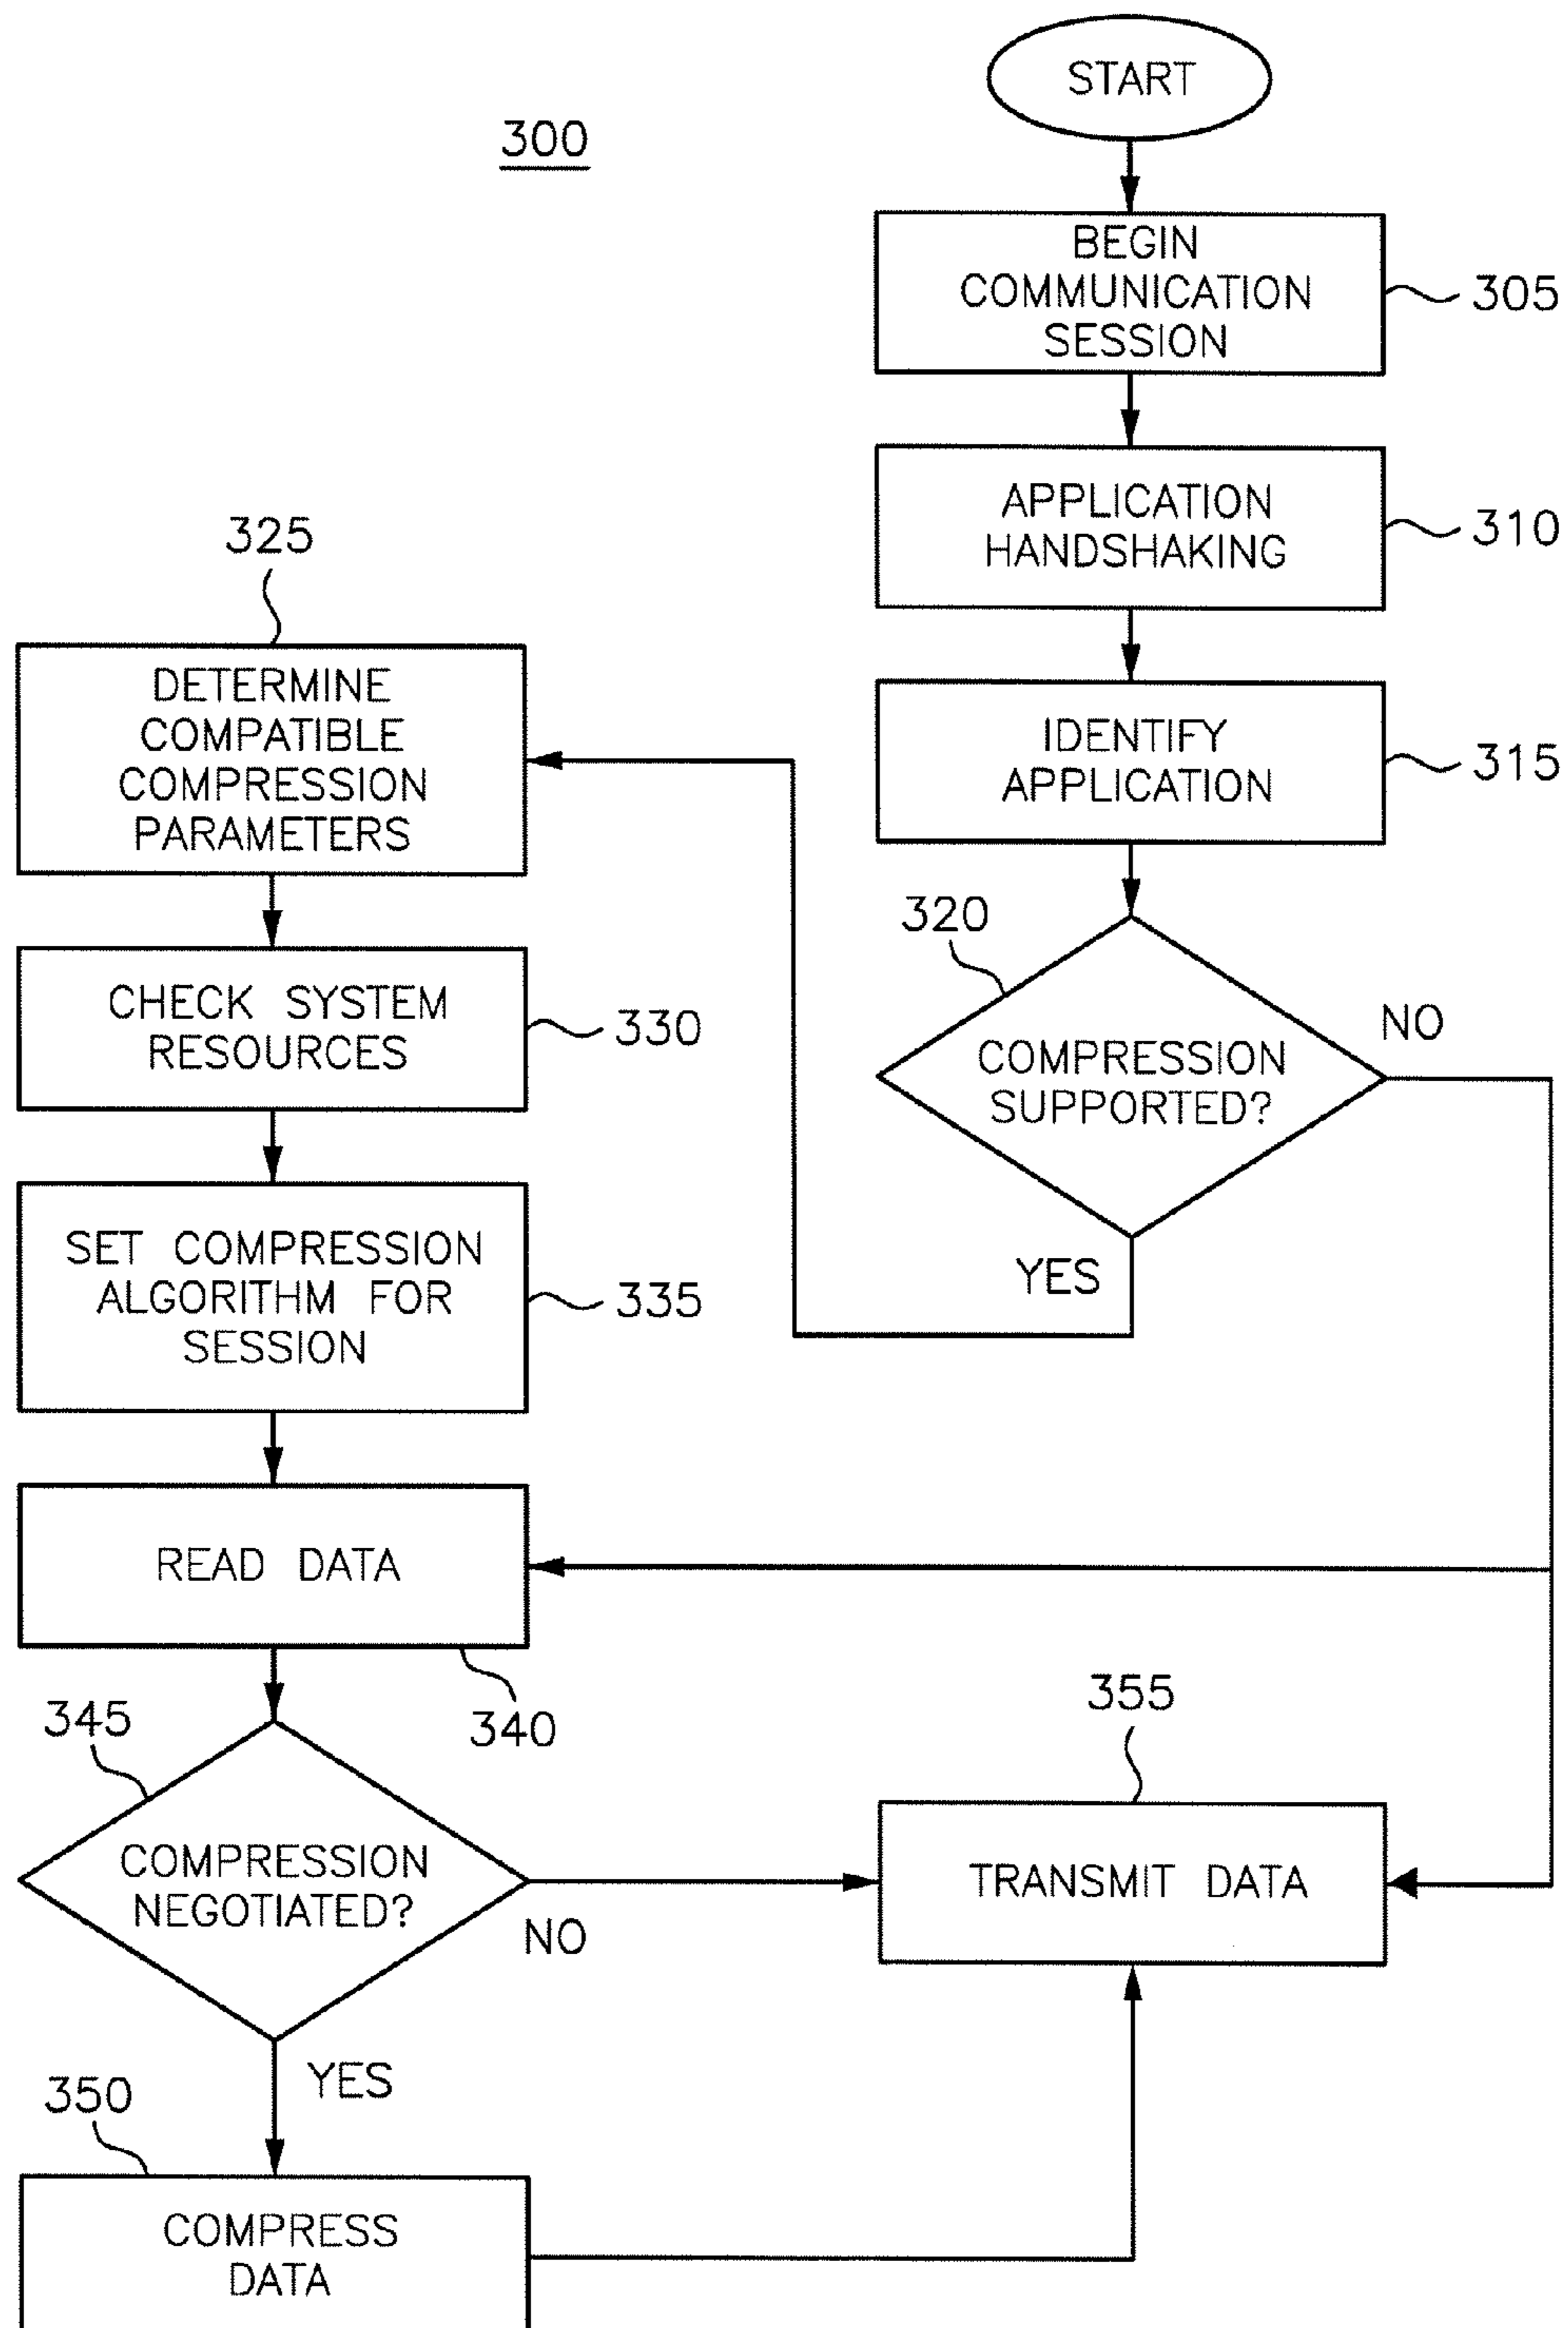 300
START
BEGIN
COMMUNICATION
SESSION
305
APPLICATION
HANDSHAKING
310
IDENTIFY
APPLICATION
315
320
COMPRESSION
SUPPORTED?
NO
YES
325
DETERMINE
COMPATIBLE
COMPRESSION
PARAMETERS
CHECK SYSTEM
RESOURCES
330
SET COMPRESSION
ALGORITHM FOR
SESSION
335
READ DATA
340
345
COMPRESSION
NEGOTIATED?
NO
YES
350
COMPRESS
DATA
355
TRANSMIT DATA